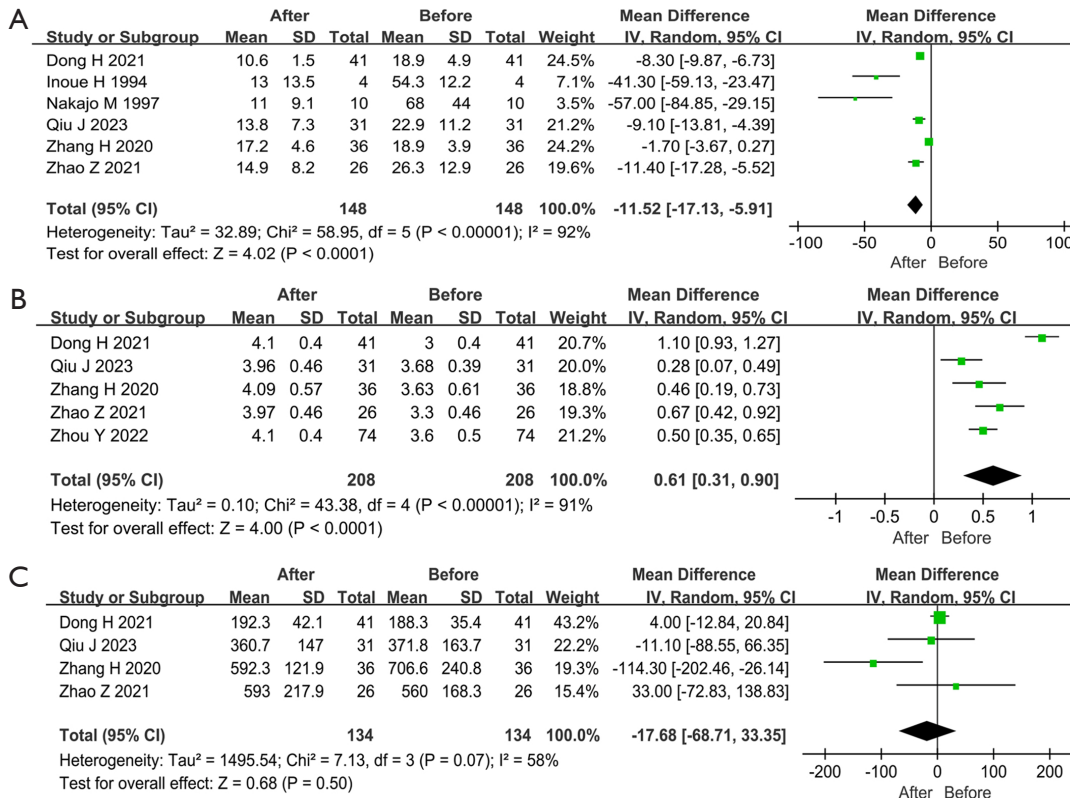 A
After Before Mean Difference Mean Difference
Study or Subgroup Mean SD Total Mean SD Total Weight IV, Random, 95% CI IV, Random, 95% CI
Dong H 2021 10.6 1.5 41 18.9 4.9 41 24.5% -8.30 [-9.87, -6.73]
Inoue H 1994 13 13.5 4 54.3 12.2 4 7.1% -41.30 [-59.13, -23.47]
Nakajo M 1997 11 9.1 10 68 44 10 3.5% -57.00 [-84.85, -29.15]
Qiu J 2023 13.8 7.3 31 22.9 11.2 31 21.2% -9.10 [-13.81, -4.39]
Zhang H 2020 17.2 4.6 36 18.9 3.9 36 24.2% -1.70 [-3.67, 0.27]
Zhao Z 2021 14.9 8.2 26 26.3 12.9 26 19.6% -11.40 [-17.28, -5.52]
Total (95% CI) 148 148 100.0% -11.52 [-17.13, -5.91]
Heterogeneity: Tau² = 32.89; Chi² = 58.95, df = 5 (P < 0.00001); I² = 92%
Test for overall effect: Z = 4.02 (P < 0.0001)
-100 -50 0 50 100
After Before
B
After Before Mean Difference Mean Difference
Study or Subgroup Mean SD Total Mean SD Total Weight IV, Random, 95% CI IV, Random, 95% CI
Dong H 2021 4.1 0.4 41 3 0.4 41 20.7% 1.10 [0.93, 1.27]
Qiu J 2023 3.96 0.46 31 3.68 0.39 31 20.0% 0.28 [0.07, 0.49]
Zhang H 2020 4.09 0.57 36 3.63 0.61 36 18.8% 0.46 [0.19, 0.73]
Zhao Z 2021 3.97 0.46 26 3.3 0.46 26 19.3% 0.67 [0.42, 0.92]
Zhou Y 2022 4.1 0.4 74 3.6 0.5 74 21.2% 0.50 [0.35, 0.65]
Total (95% CI) 208 208 100.0% 0.61 [0.31, 0.90]
Heterogeneity: Tau² = 0.10; Chi² = 43.38, df = 4 (P < 0.00001); I² = 91%
Test for overall effect: Z = 4.00 (P < 0.0001)
-1 -0.5 0 0.5 1
After Before
C
After Before Mean Difference Mean Difference
Study or Subgroup Mean SD Total Mean SD Total Weight IV, Random, 95% CI IV, Random, 95% CI
Dong H 2021 192.3 42.1 41 188.3 35.4 41 43.2% 4.00 [-12.84, 20.84]
Qiu J 2023 360.7 147 31 371.8 163.7 31 22.2% -11.10 [-88.55, 66.35]
Zhang H 2020 592.3 121.9 36 706.6 240.8 36 19.3% -114.30 [-202.46, -26.14]
Zhao Z 2021 593 217.9 26 560 168.3 26 15.4% 33.00 [-72.83, 138.83]
Total (95% CI) 134 134 100.0% -17.68 [-68.71, 33.35]
Heterogeneity: Tau² = 1495.54; Chi² = 7.13, df = 3 (P = 0.07); I² = 58%
Test for overall effect: Z = 0.68 (P = 0.50)
-200 -100 0 100 200
After Before